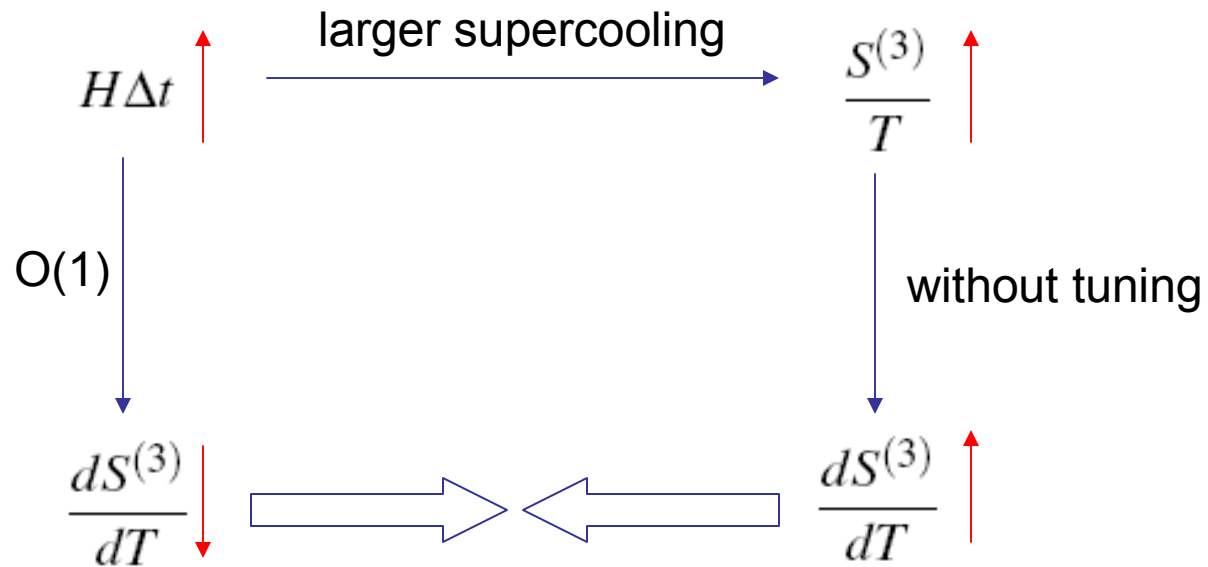 larger supercooling
HΔt
S^(3)/T
O(1)
without tuning
dS^(3)/dT
dS^(3)/dT